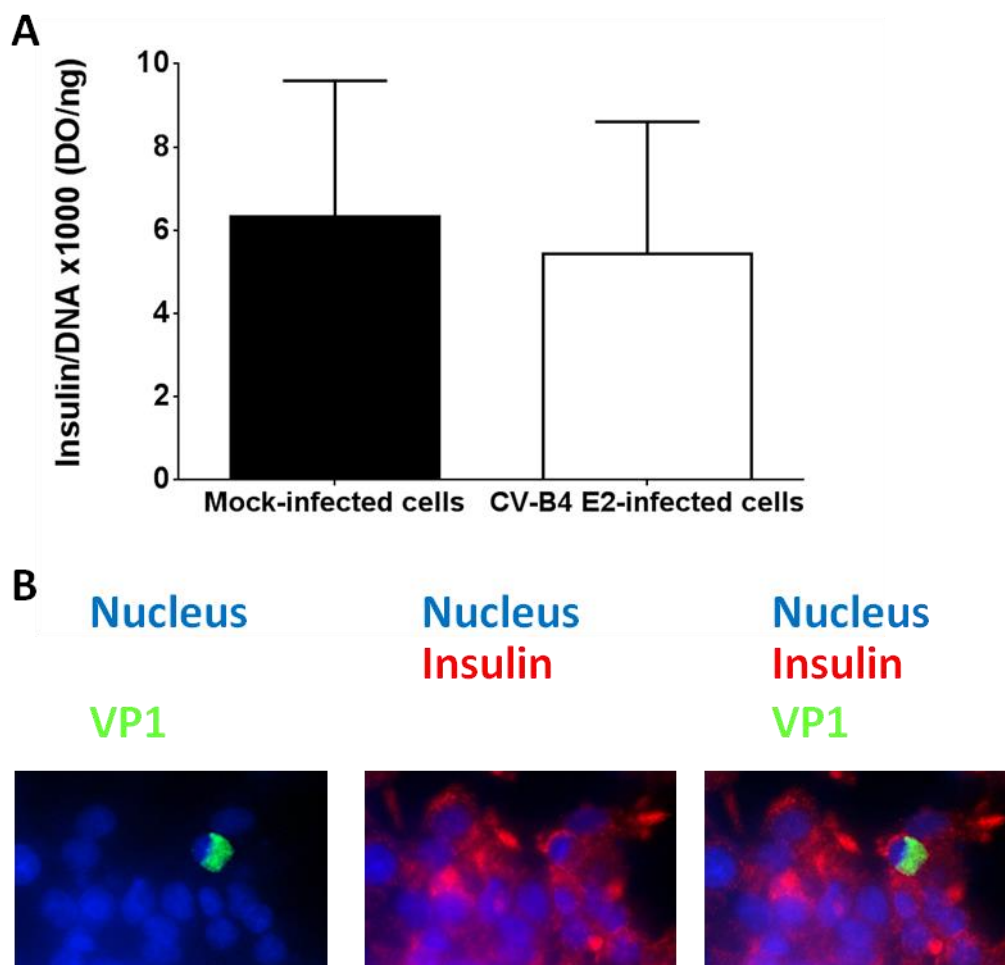 A
Insulin/DNA x1000 (DO/ng)
10
8
6
4
2
0
Mock-infected cells
CV-B4 E2-infected cells
B
Nucleus
VP1
Nucleus
Insulin
Nucleus
Insulin
VP1